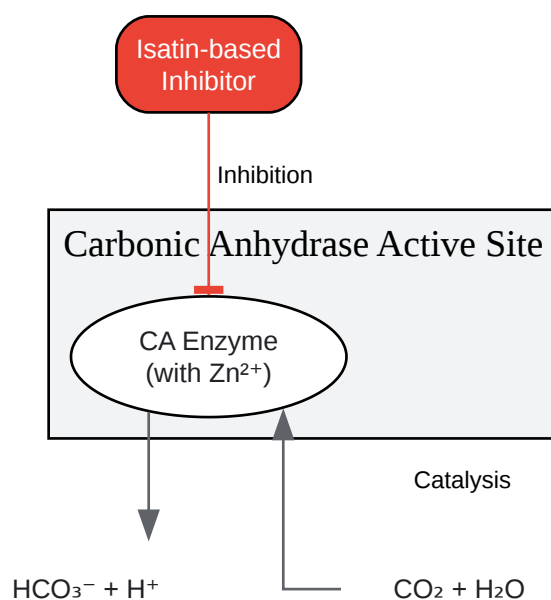 Isatin-based
Inhibitor
Inhibition
Carbonic Anhydrase Active Site
CA Enzyme
(with Zn²⁺)
Catalysis
HCO₃⁻ + H⁺
CO₂ + H₂O